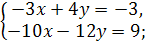 {−3x + 4y = −3,
−10x − 12y = 9;